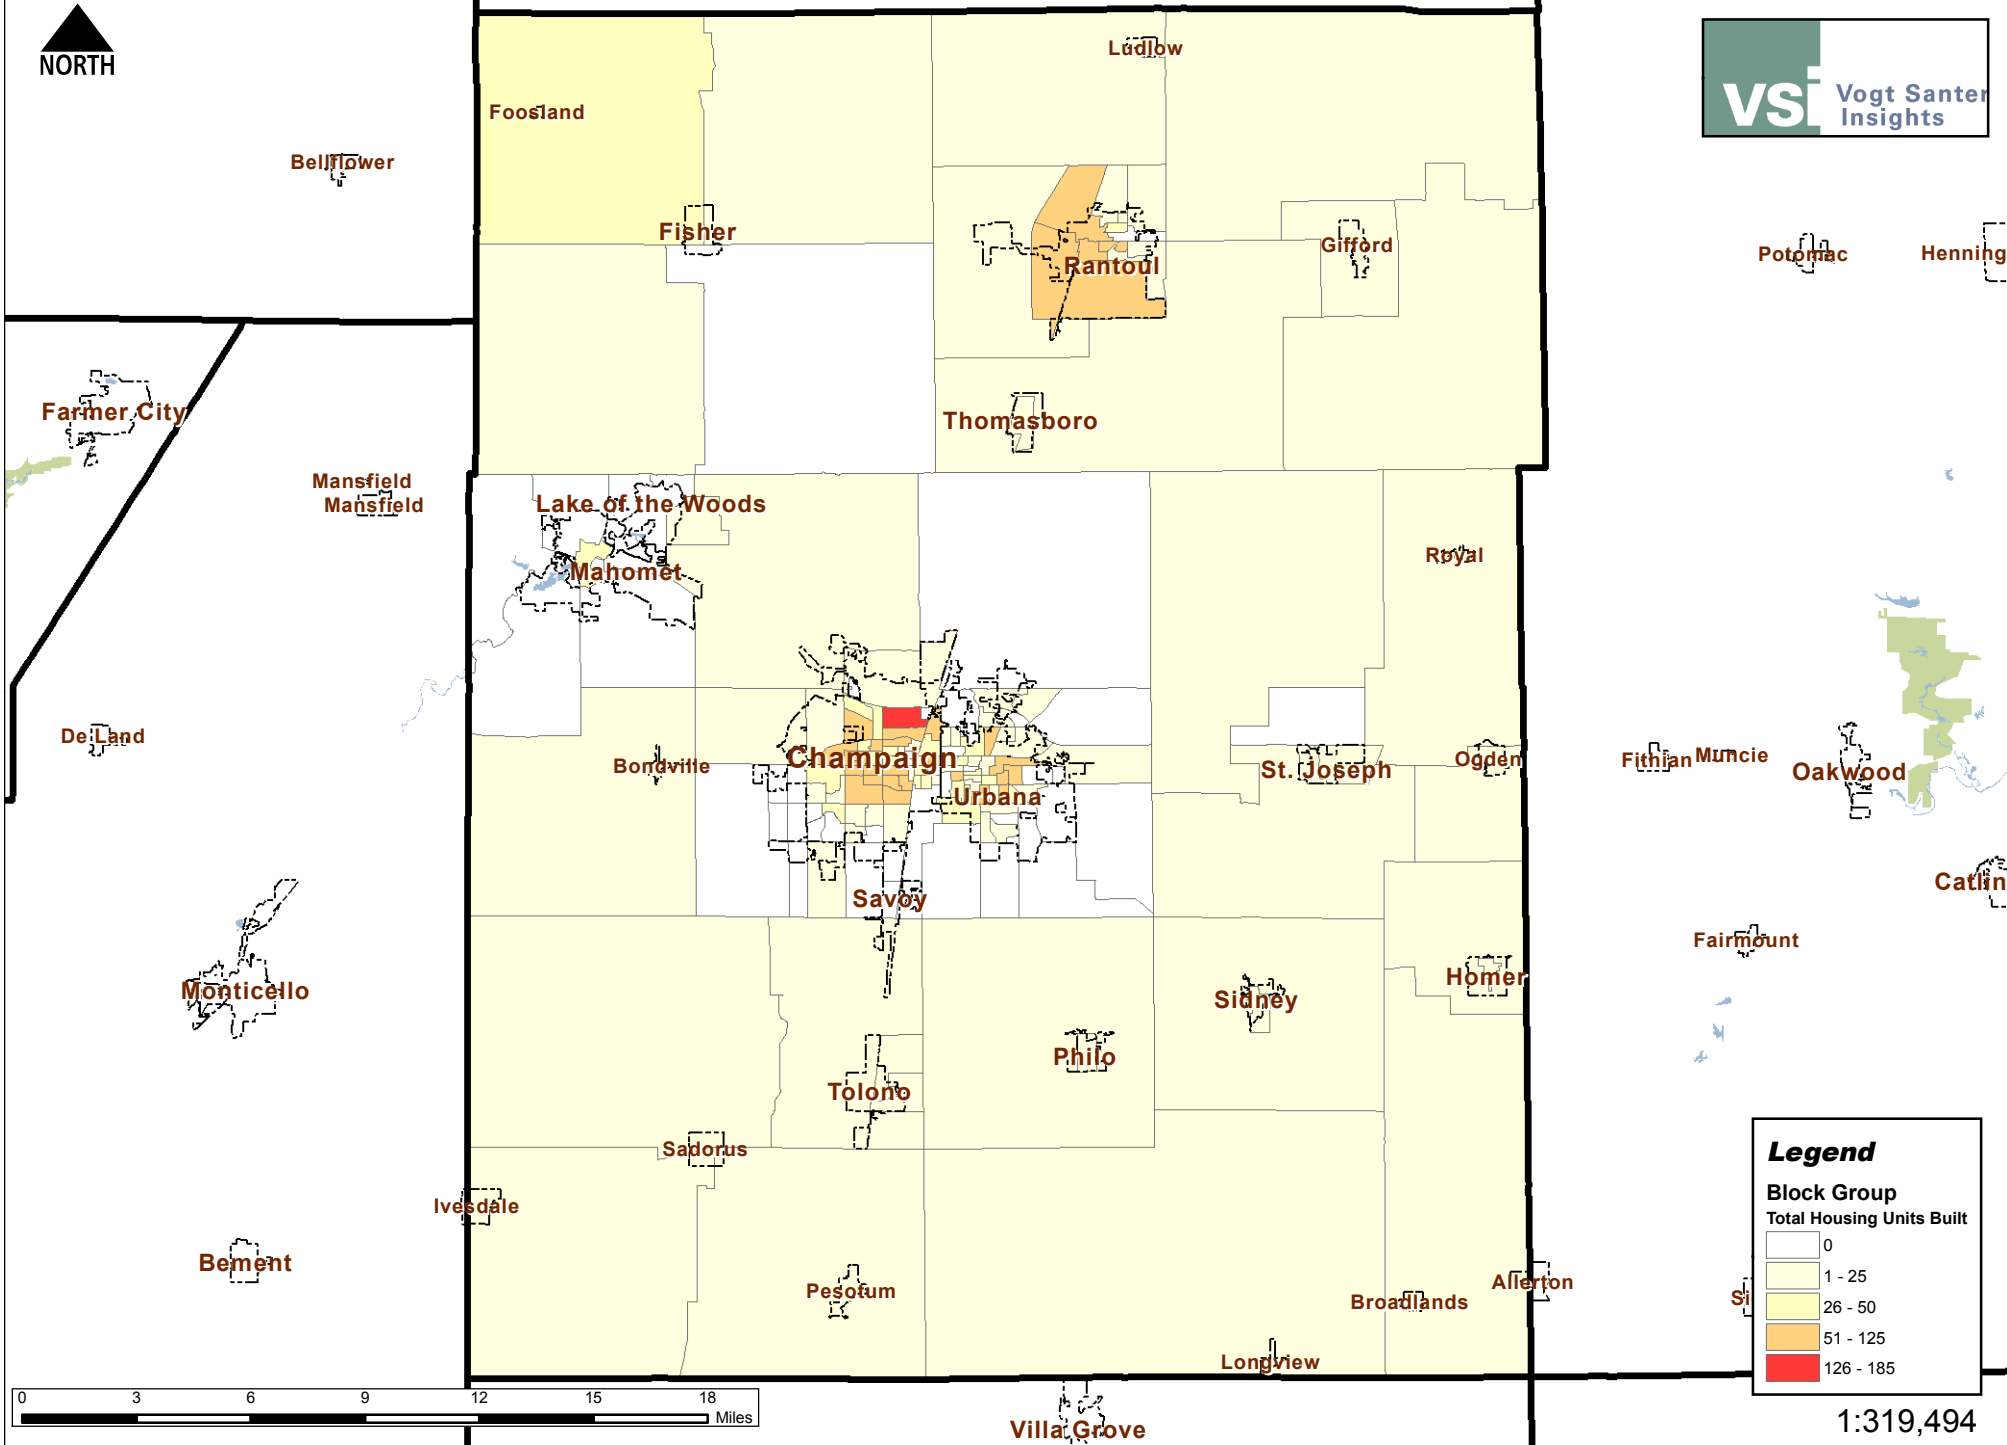 NORTH
Ludlow
vsi Vogt Santer
Insights
Foosland
Bellflower
Fisher
Gifford
Potomac
Henning
Rantoul
Farmer City
Thomasboro
Mansfield
Mansfield
Lake of the Woods
Royal
Mahomet
De Land
Champaign
Bondville
St. Joseph
Ogden
Fithian
Muncie
Oakwood
Urbana
Catlin
Savoy
Fairmount
Monticello
Homer
Sidney
Philo
Tolono
Sadorus
Ivesdale
Bement
Pesotum
Broadlands
Allerton
Si
Longview
Villa Grove
Legend
Block Group
Total Housing Units Built
0
1 - 25
26 - 50
51 - 125
126 - 185
0 3 6 9 12 15 18
Miles
1:319,494